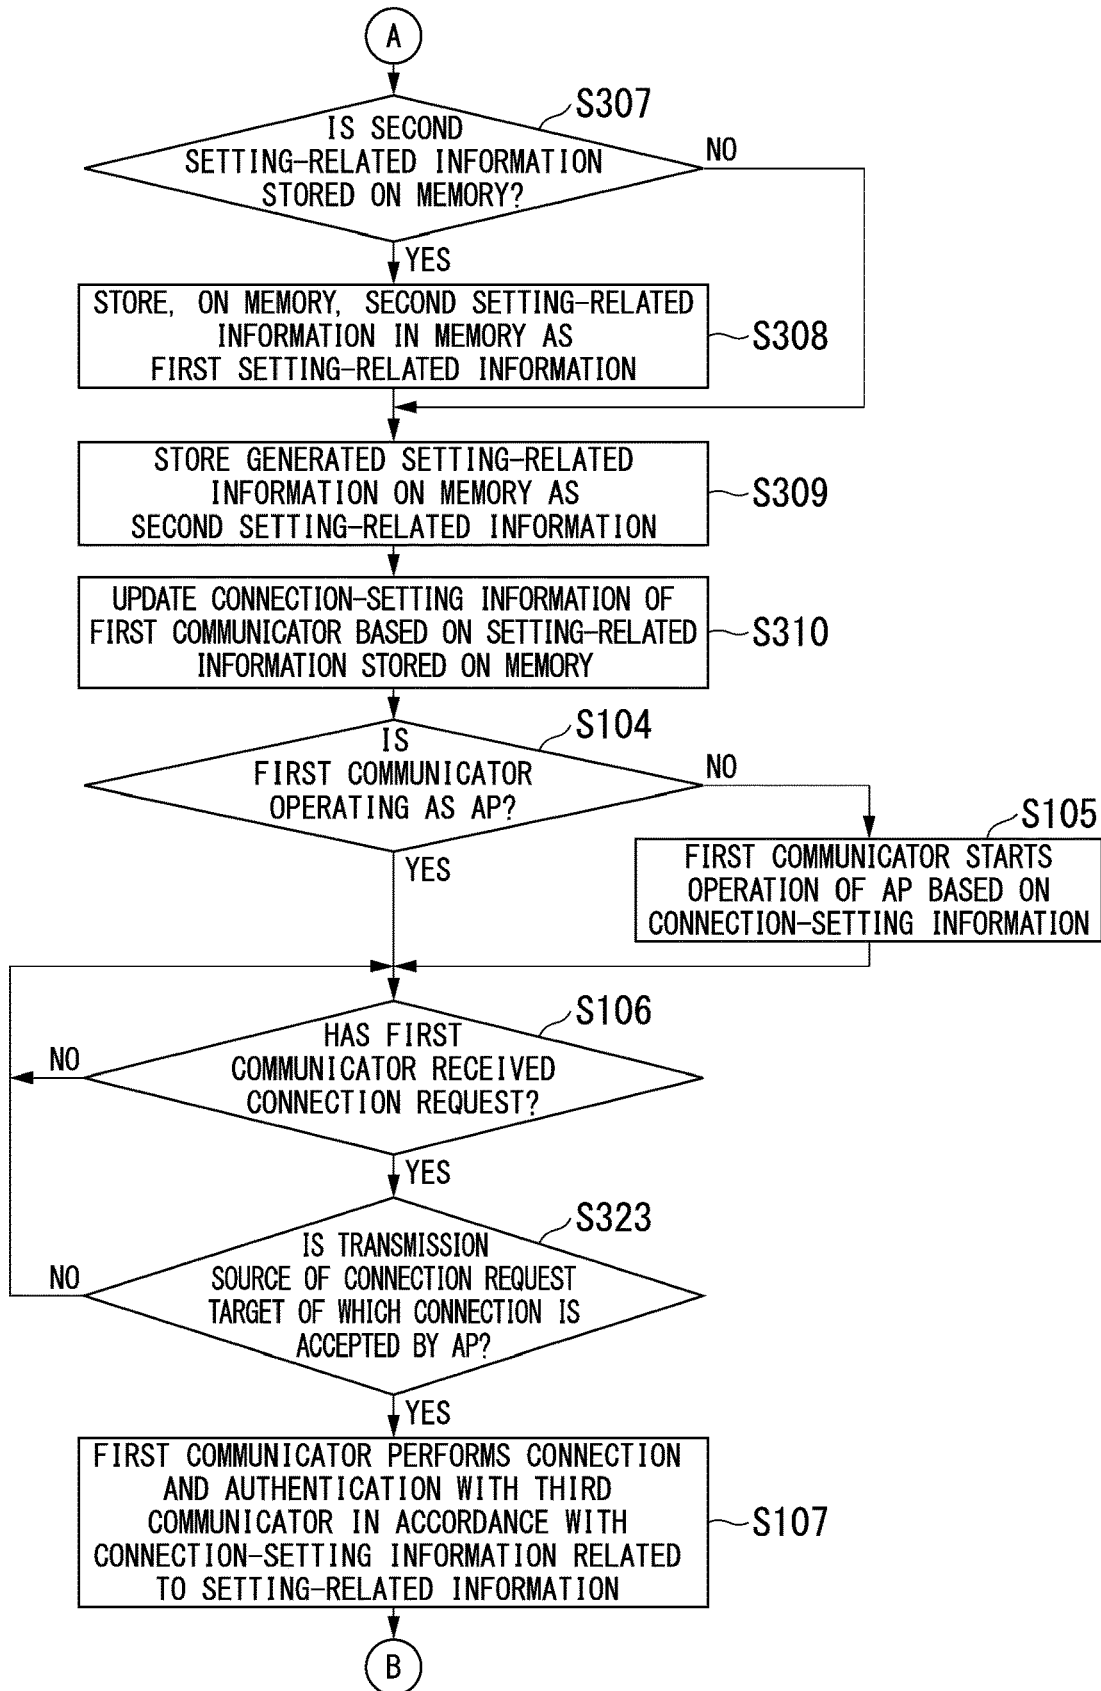 A
S307
IS SECOND
SETTING-RELATED INFORMATION
STORED ON MEMORY?
NO
YES
STORE, ON MEMORY, SECOND SETTING-RELATED
INFORMATION IN MEMORY AS
FIRST SETTING-RELATED INFORMATION
S308
STORE GENERATED SETTING-RELATED
INFORMATION ON MEMORY AS
SECOND SETTING-RELATED INFORMATION
S309
UPDATE CONNECTION-SETTING INFORMATION OF
FIRST COMMUNICATOR BASED ON SETTING-RELATED
INFORMATION STORED ON MEMORY
S310
S104
IS
FIRST COMMUNICATOR
OPERATING AS AP?
NO
YES
S105
FIRST COMMUNICATOR STARTS
OPERATION OF AP BASED ON
CONNECTION-SETTING INFORMATION
S106
HAS FIRST
COMMUNICATOR RECEIVED
CONNECTION REQUEST?
NO
YES
S323
IS TRANSMISSION
SOURCE OF CONNECTION REQUEST
TARGET OF WHICH CONNECTION IS
ACCEPTED BY AP?
NO
YES
FIRST COMMUNICATOR PERFORMS CONNECTION
AND AUTHENTICATION WITH THIRD
COMMUNICATOR IN ACCORDANCE WITH
CONNECTION-SETTING INFORMATION RELATED
TO SETTING-RELATED INFORMATION
S107
B